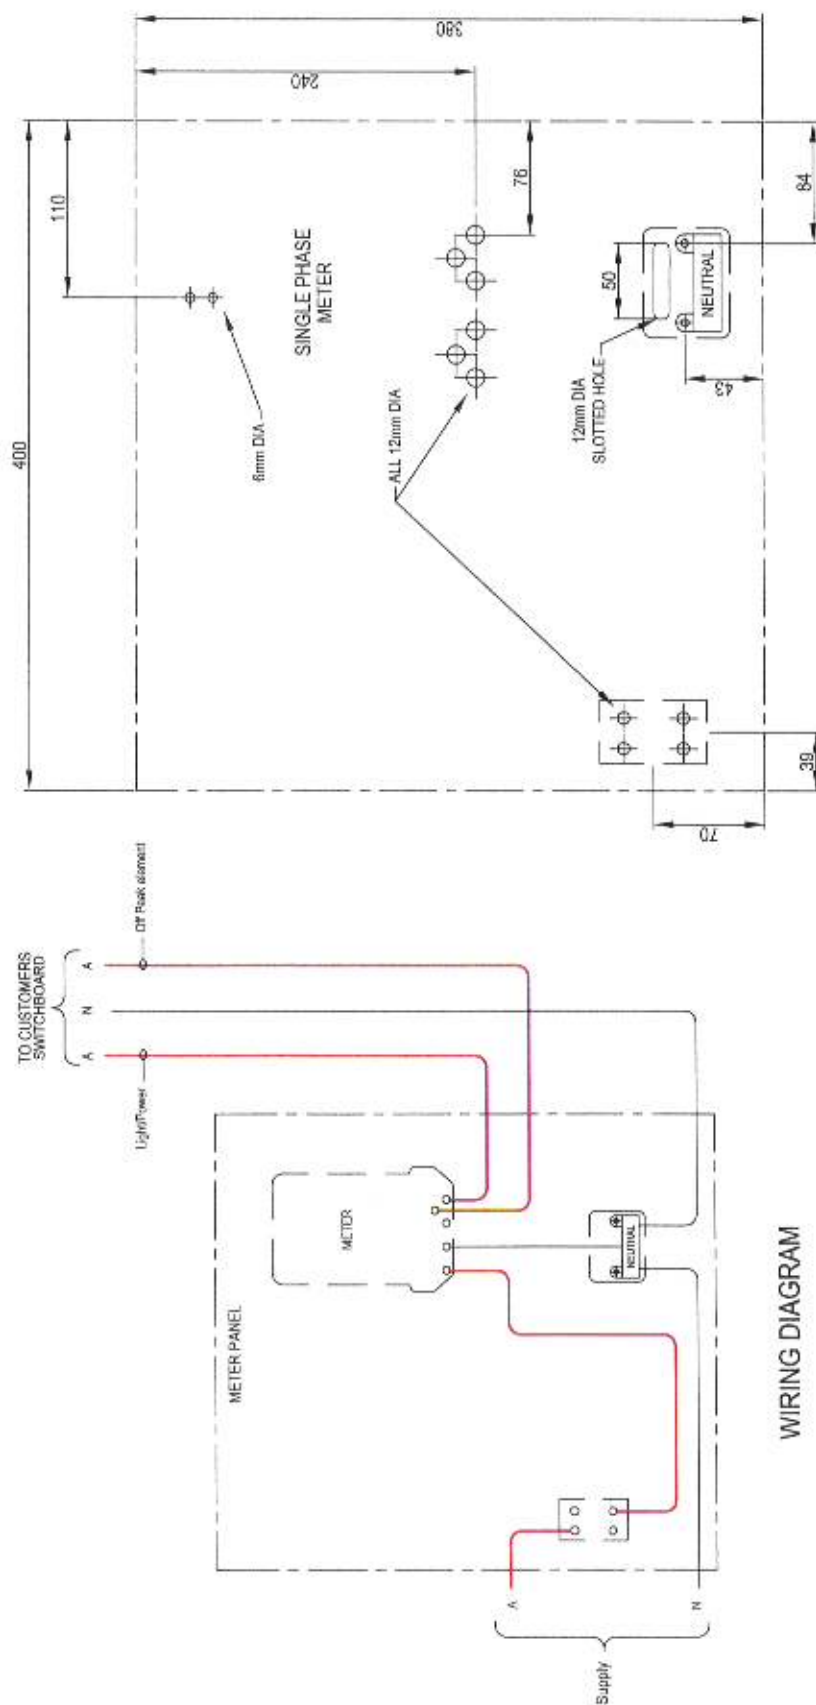 400
110
240
380
SINGLE PHASE
METER
6mm DIA
76
ALL 12mm DIA
12mm DIA
SLOTTED HOLE
50
NEUTRAL
84
43
39
70
TO CUSTOMERS
SWITCHBOARD
A
N
A
Light/Power
Off Peak element
METER PANEL
METER
NEUTRAL
A
N
Supply
WIRING DIAGRAM